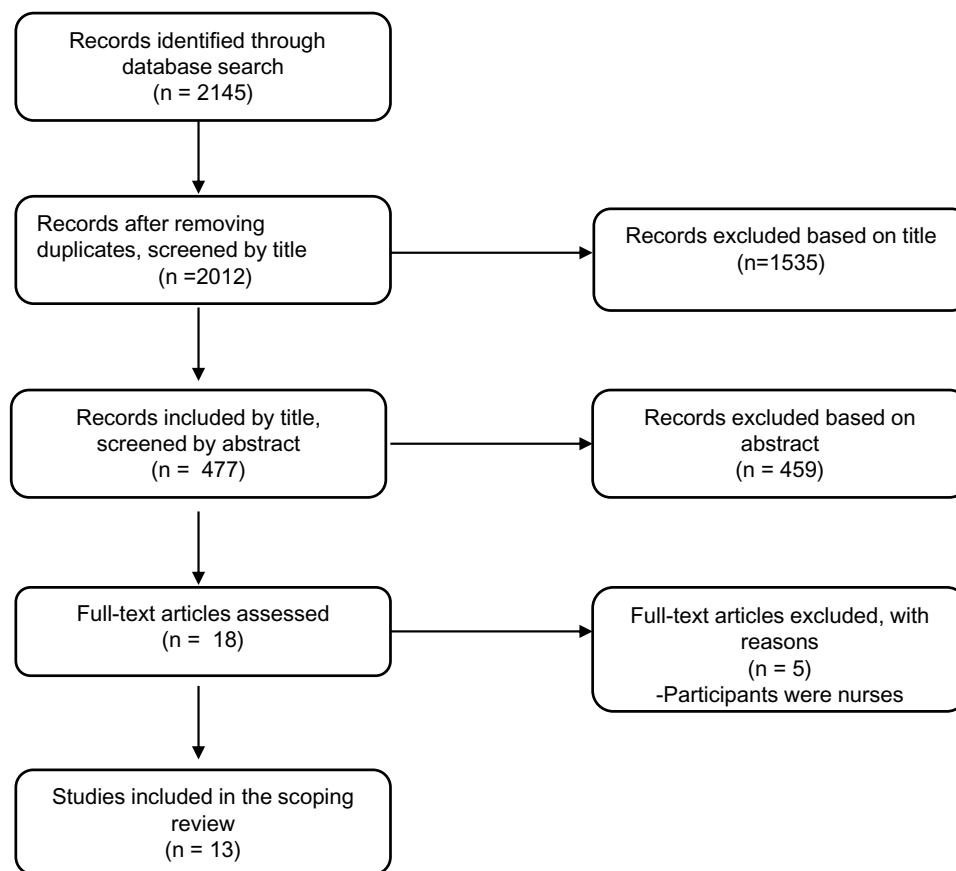 Records identified through
database search
(n = 2145)
Records after removing
duplicates, screened by title
(n =2012)
Records excluded based on title
(n=1535)
Records included by title,
screened by abstract
(n =  477)
Records excluded based on
abstract
(n = 459)
Full-text articles assessed
(n =  18)
Full-text articles excluded, with
reasons
(n = 5)
-Participants were nurses
Studies included in the scoping
review
(n = 13)